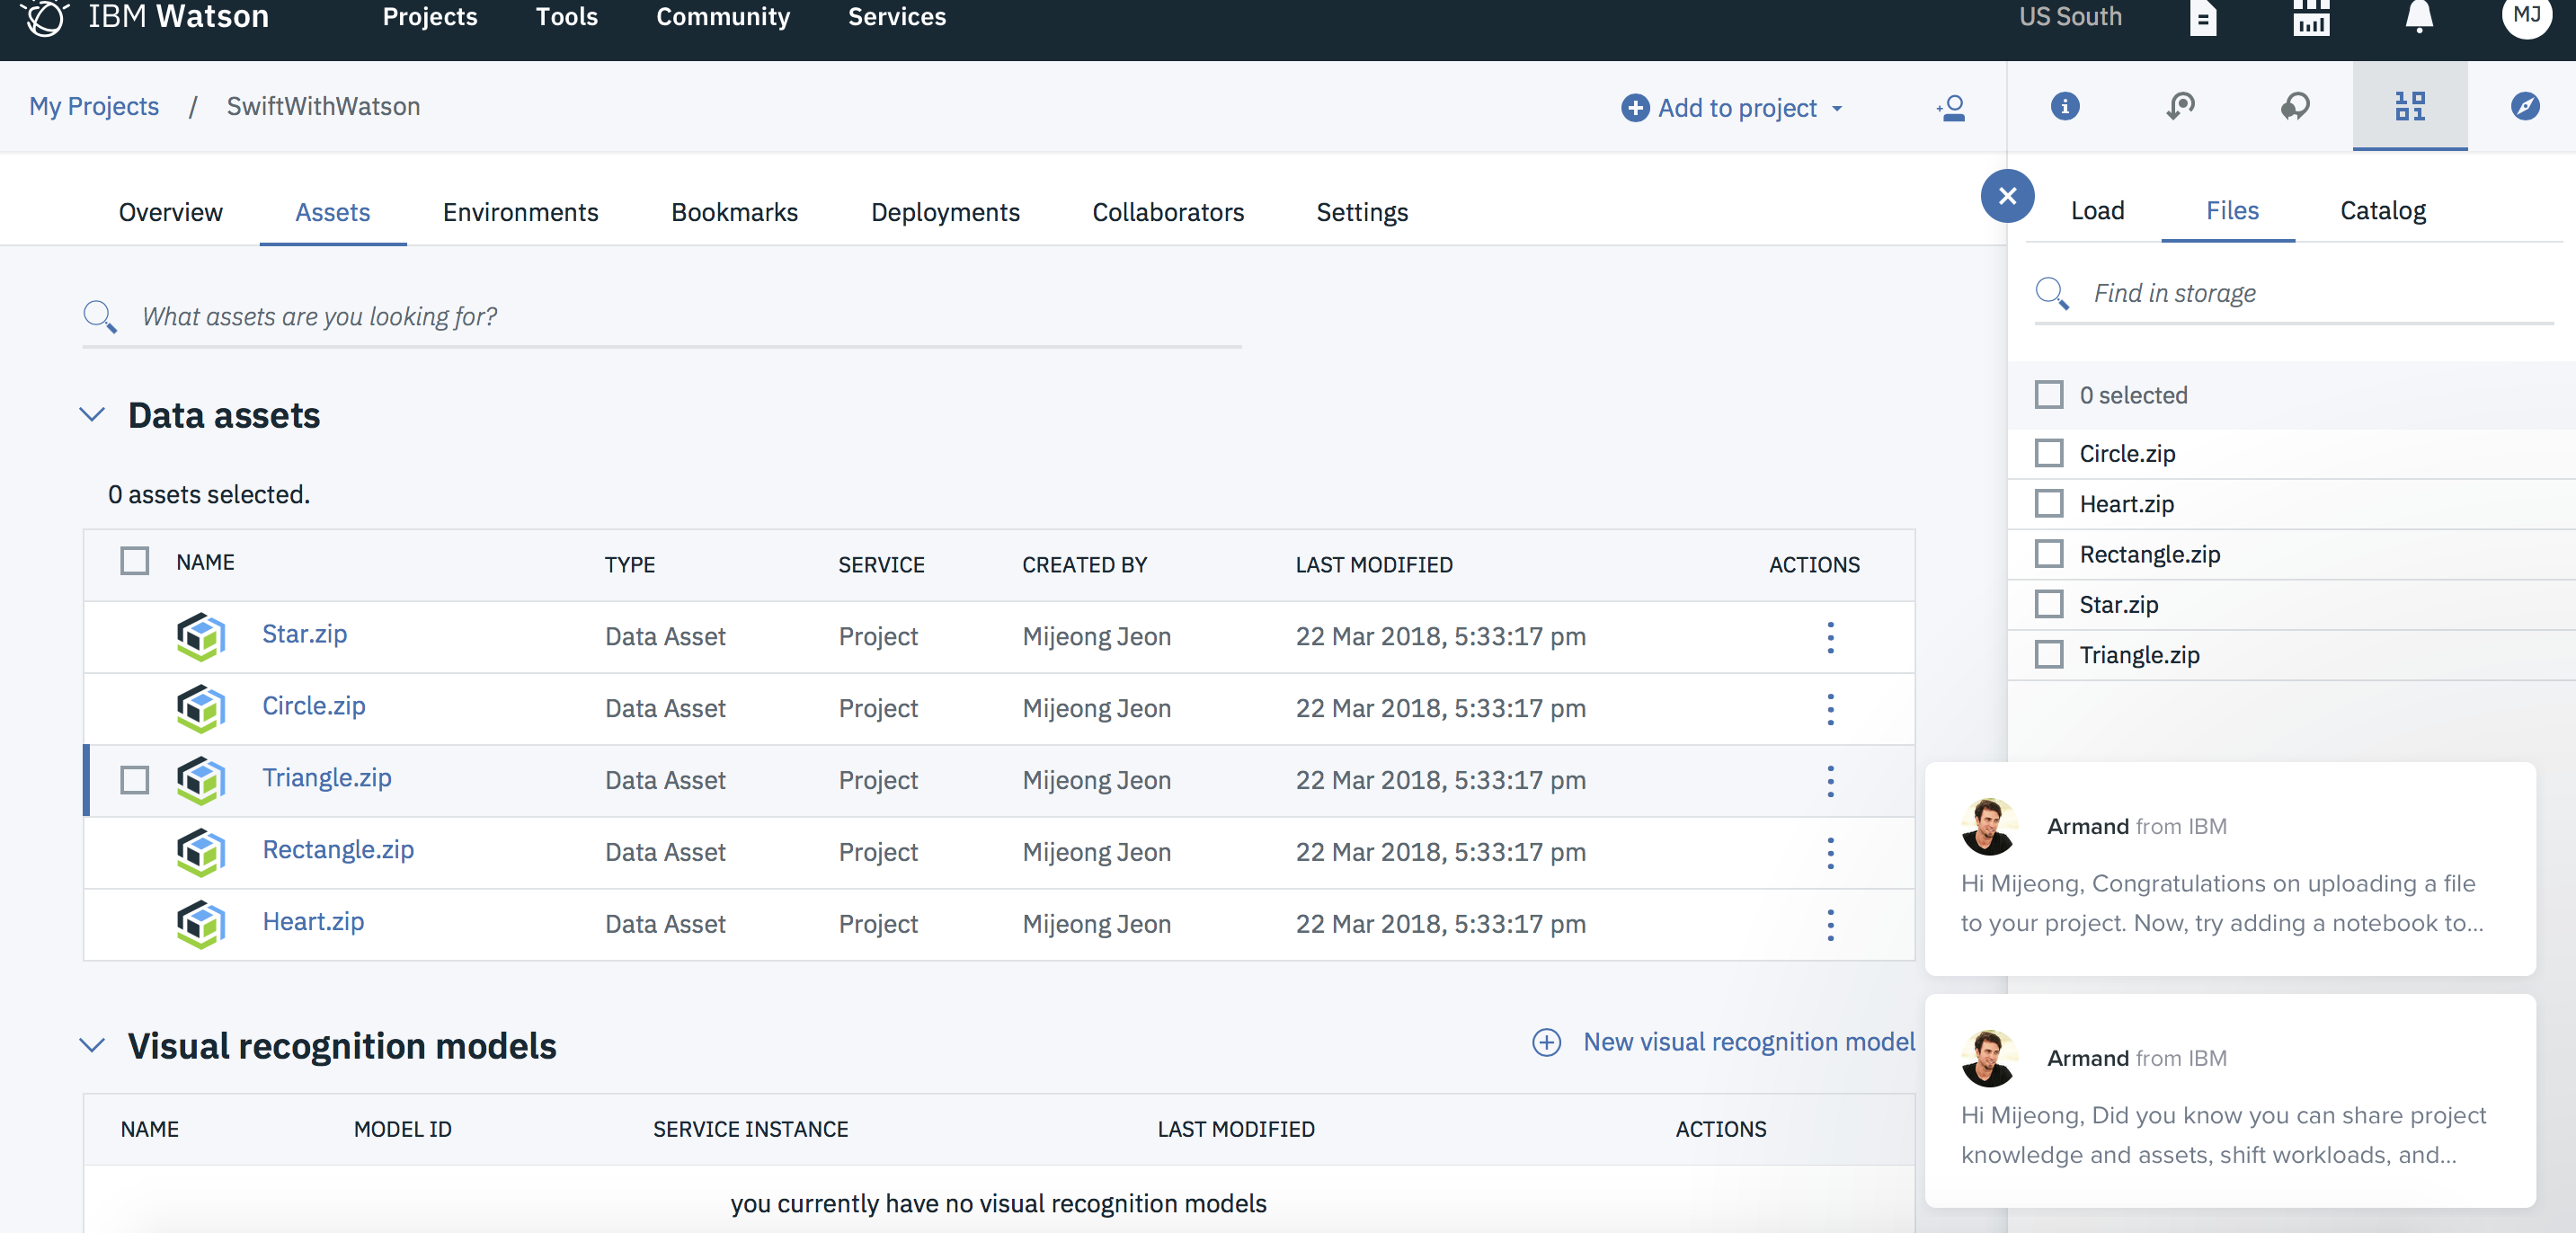 IBM Watson Projects Tools Community Services US South MJ
My Projects / SwiftWithWatson Add to project
Overview Assets Environments Bookmarks Deployments Collaborators Settings
Load Files Catalog
What assets are you looking for?
Find in storage
Data assets
0 selected
Circle.zip
Heart.zip
Rectangle.zip
Star.zip
Triangle.zip
0 assets selected.
NAME TYPE SERVICE CREATED BY LAST MODIFIED ACTIONS
Star.zip Data Asset Project Mijeong Jeon 22 Mar 2018, 5:33:17 pm
Circle.zip Data Asset Project Mijeong Jeon 22 Mar 2018, 5:33:17 pm
Triangle.zip Data Asset Project Mijeong Jeon 22 Mar 2018, 5:33:17 pm
Rectangle.zip Data Asset Project Mijeong Jeon 22 Mar 2018, 5:33:17 pm
Heart.zip Data Asset Project Mijeong Jeon 22 Mar 2018, 5:33:17 pm
Armand from IBM
Hi Mijeong, Congratulations on uploading a file
to your project. Now, try adding a notebook to...
Visual recognition models
New visual recognition model
NAME MODEL ID SERVICE INSTANCE LAST MODIFIED ACTIONS
you currently have no visual recognition models
Armand from IBM
Hi Mijeong, Did you know you can share project
knowledge and assets, shift workloads, and...